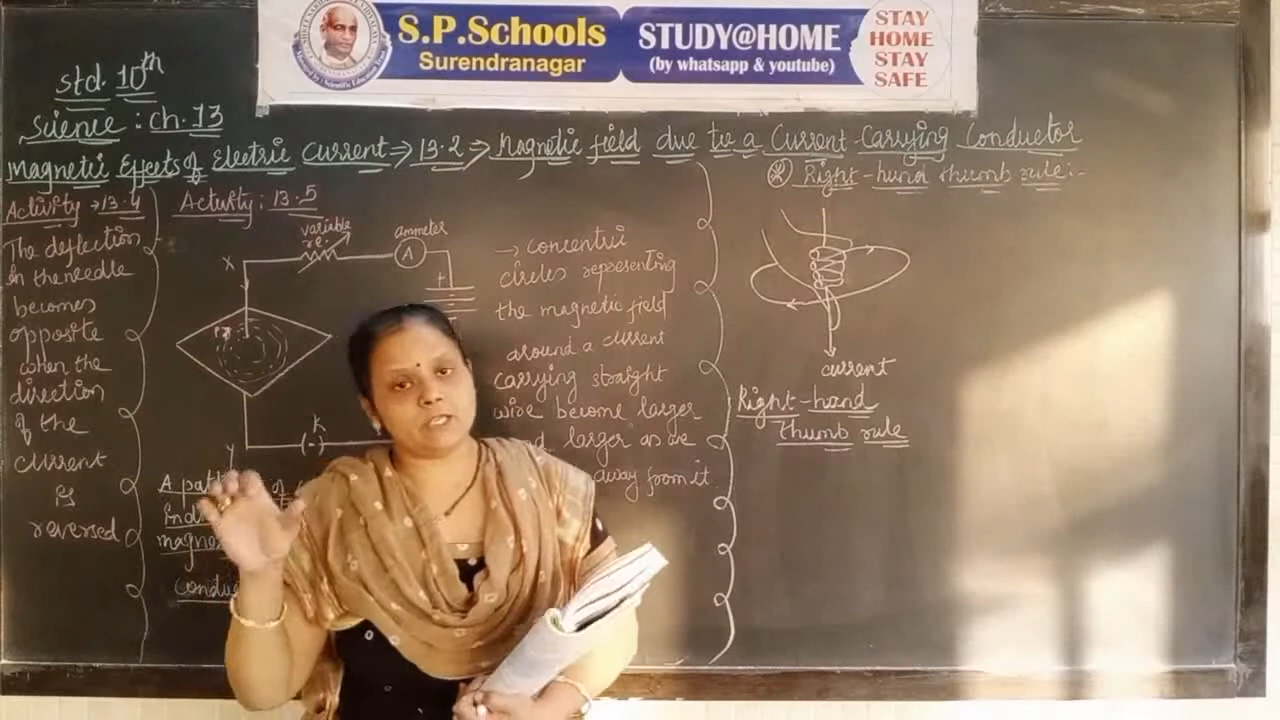 S.P.Schools
Surendranagar
STUDY@HOME
(by whatsapp & youtube)
STAY
HOME
STAY
SAFE
Std. 10th
Science : Ch. 13
Magnetic Effects of Electric Current => 13.2 => Magnetic field due to a Current-Carrying Conductor
Activity → 13.4
The deflection
in the needle
becomes
opposite
when the
direction
of the
current
is
reversed
Activity : 13.5
variable
re.
ammeter
A
X
+
K
(-)
Y
A
of
magne
→ concentric
circles representing
the magnetic field
around a current
carrying straight
wire become larger
larger as we
away from it.
Right-hand thumb rule:-
current
Right-hand
thumb rule